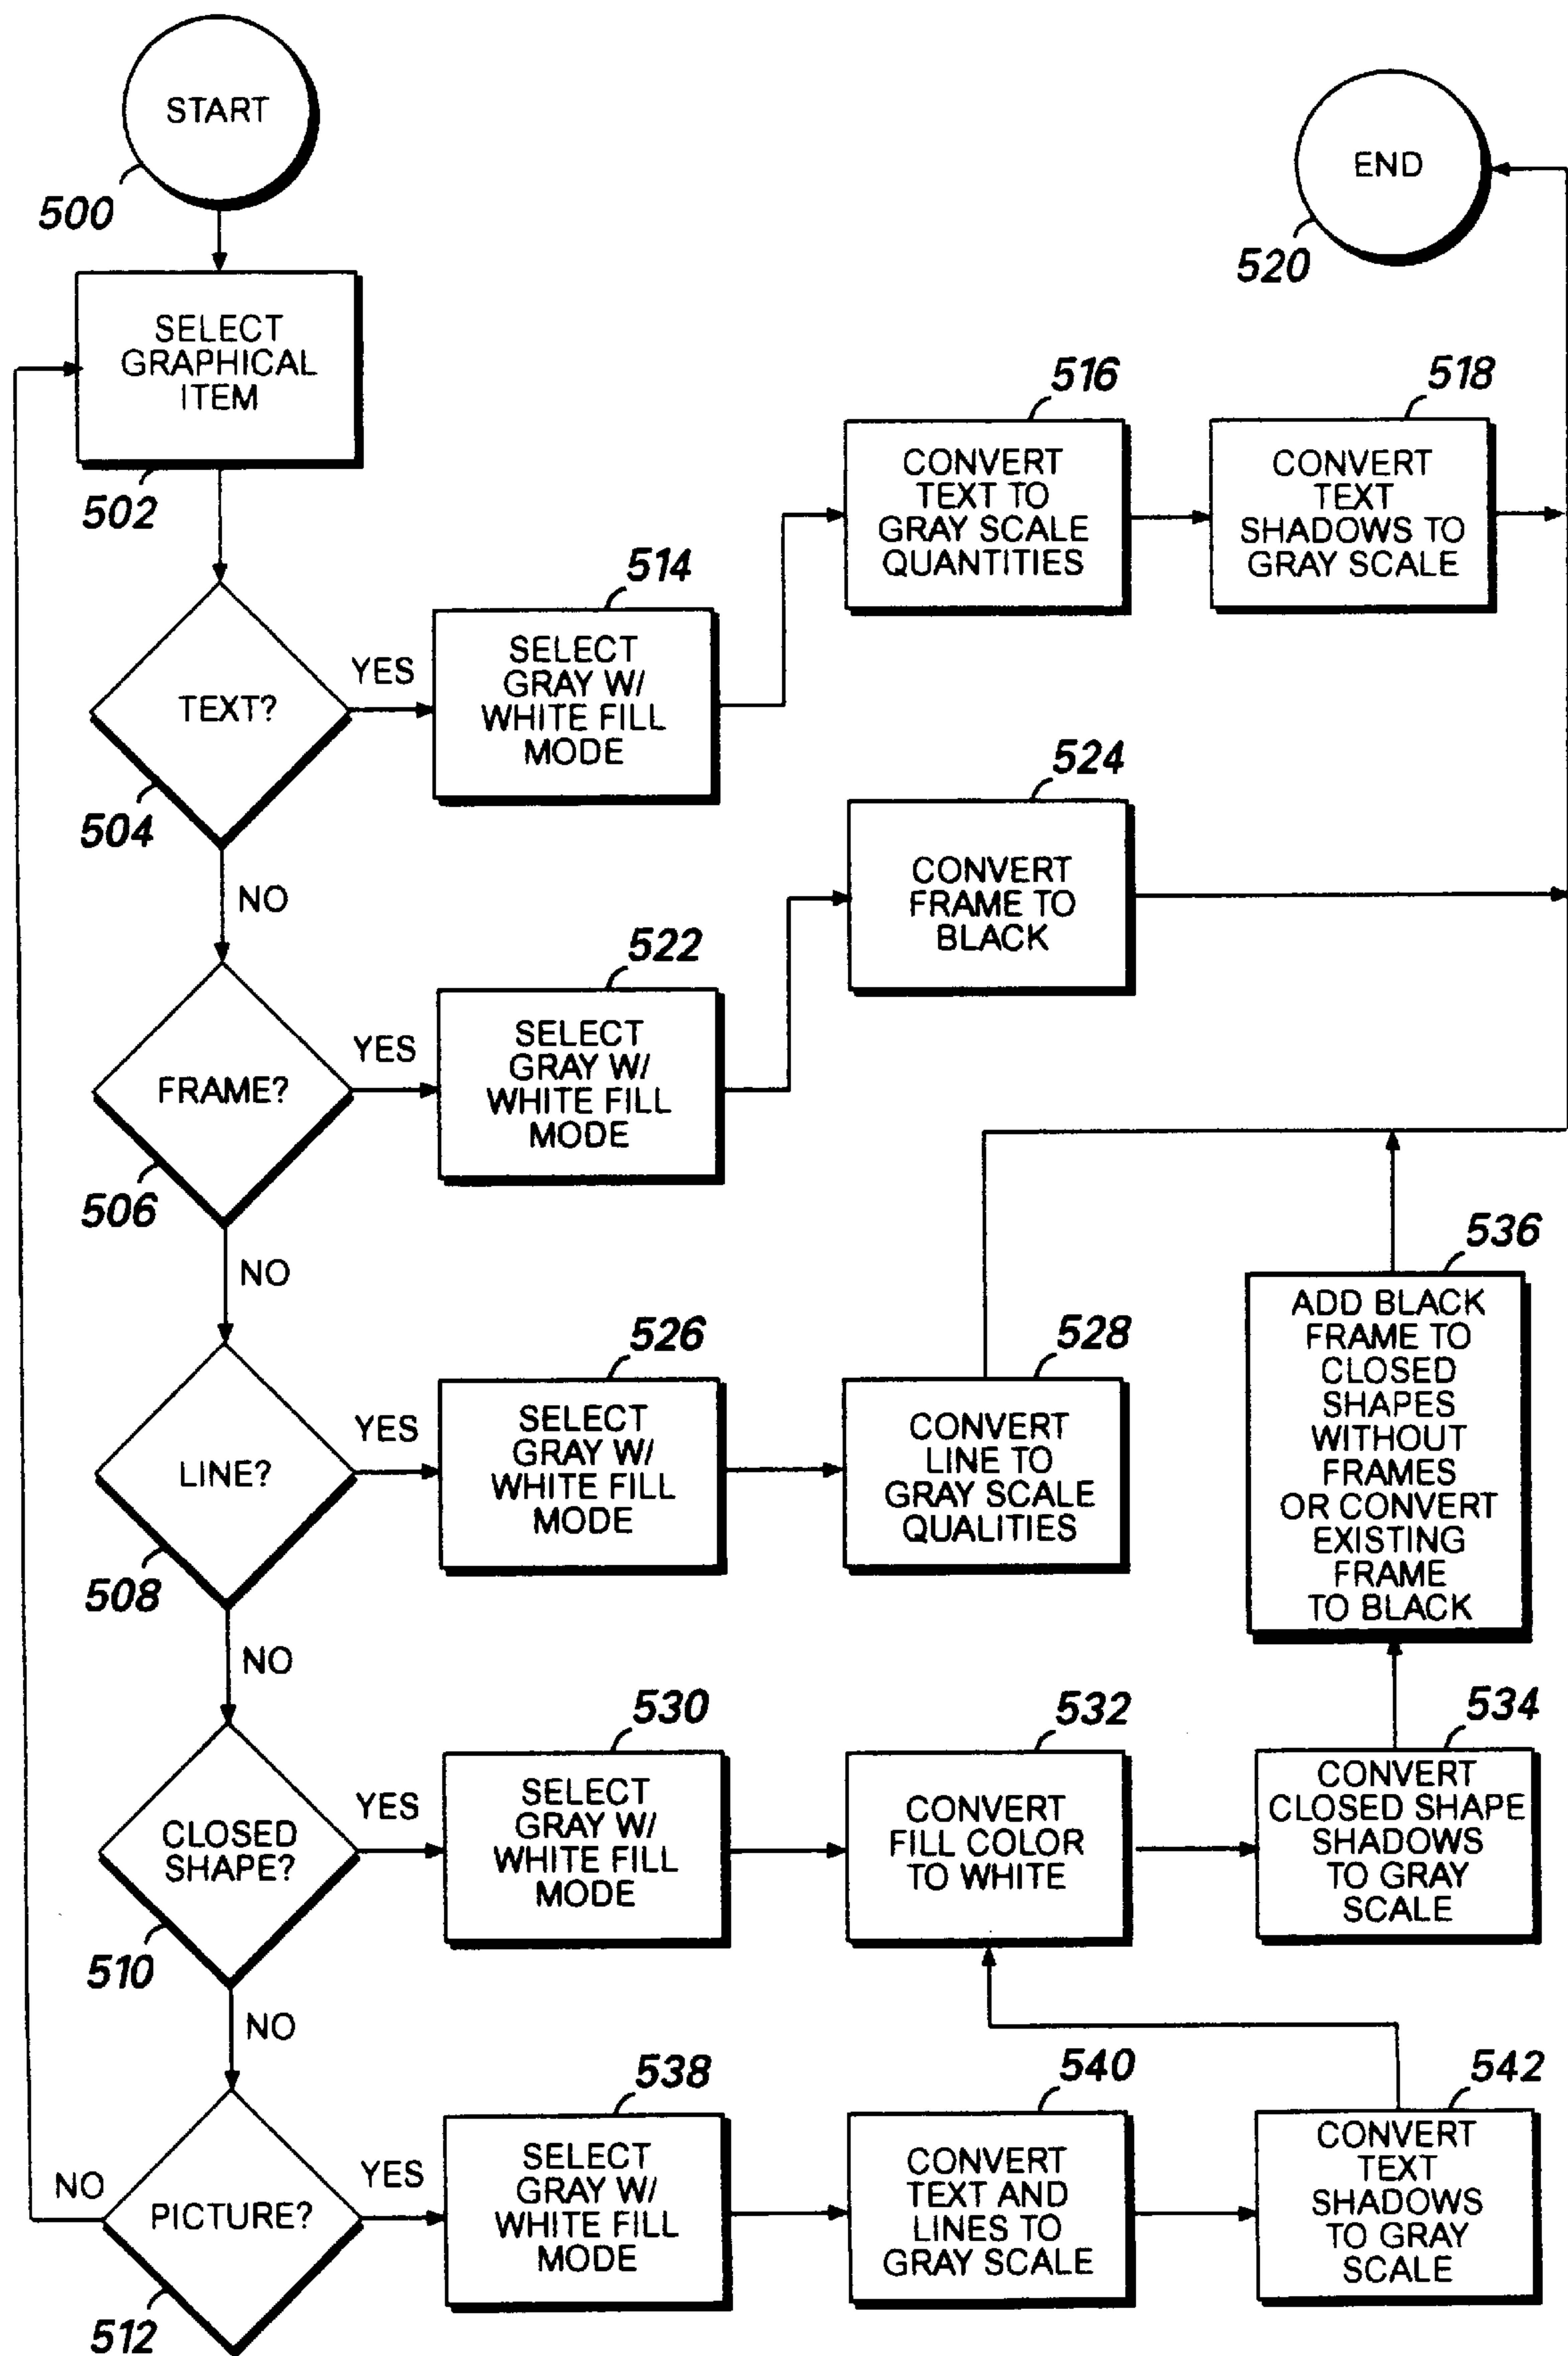 START
500
END
520
SELECT
GRAPHICAL
ITEM
502
516
CONVERT
TEXT TO
GRAY SCALE
QUANTITIES
518
CONVERT
TEXT
SHADOWS TO
GRAY SCALE
TEXT?
504
YES
NO
514
SELECT
GRAY W/
WHITE FILL
MODE
524
CONVERT
FRAME TO
BLACK
FRAME?
506
YES
NO
522
SELECT
GRAY W/
WHITE FILL
MODE
LINE?
508
YES
NO
526
SELECT
GRAY W/
WHITE FILL
MODE
528
CONVERT
LINE TO
GRAY SCALE
QUALITIES
536
ADD BLACK
FRAME TO
CLOSED
SHAPES
WITHOUT
FRAMES
OR CONVERT
EXISTING
FRAME
TO BLACK
CLOSED
SHAPE?
510
YES
NO
530
SELECT
GRAY W/
WHITE FILL
MODE
532
CONVERT
FILL COLOR
TO WHITE
534
CONVERT
CLOSED SHAPE
SHADOWS
TO GRAY
SCALE
NO
PICTURE?
512
YES
538
SELECT
GRAY W/
WHITE FILL
MODE
540
CONVERT
TEXT AND
LINES TO
GRAY SCALE
542
CONVERT
TEXT
SHADOWS
TO GRAY
SCALE